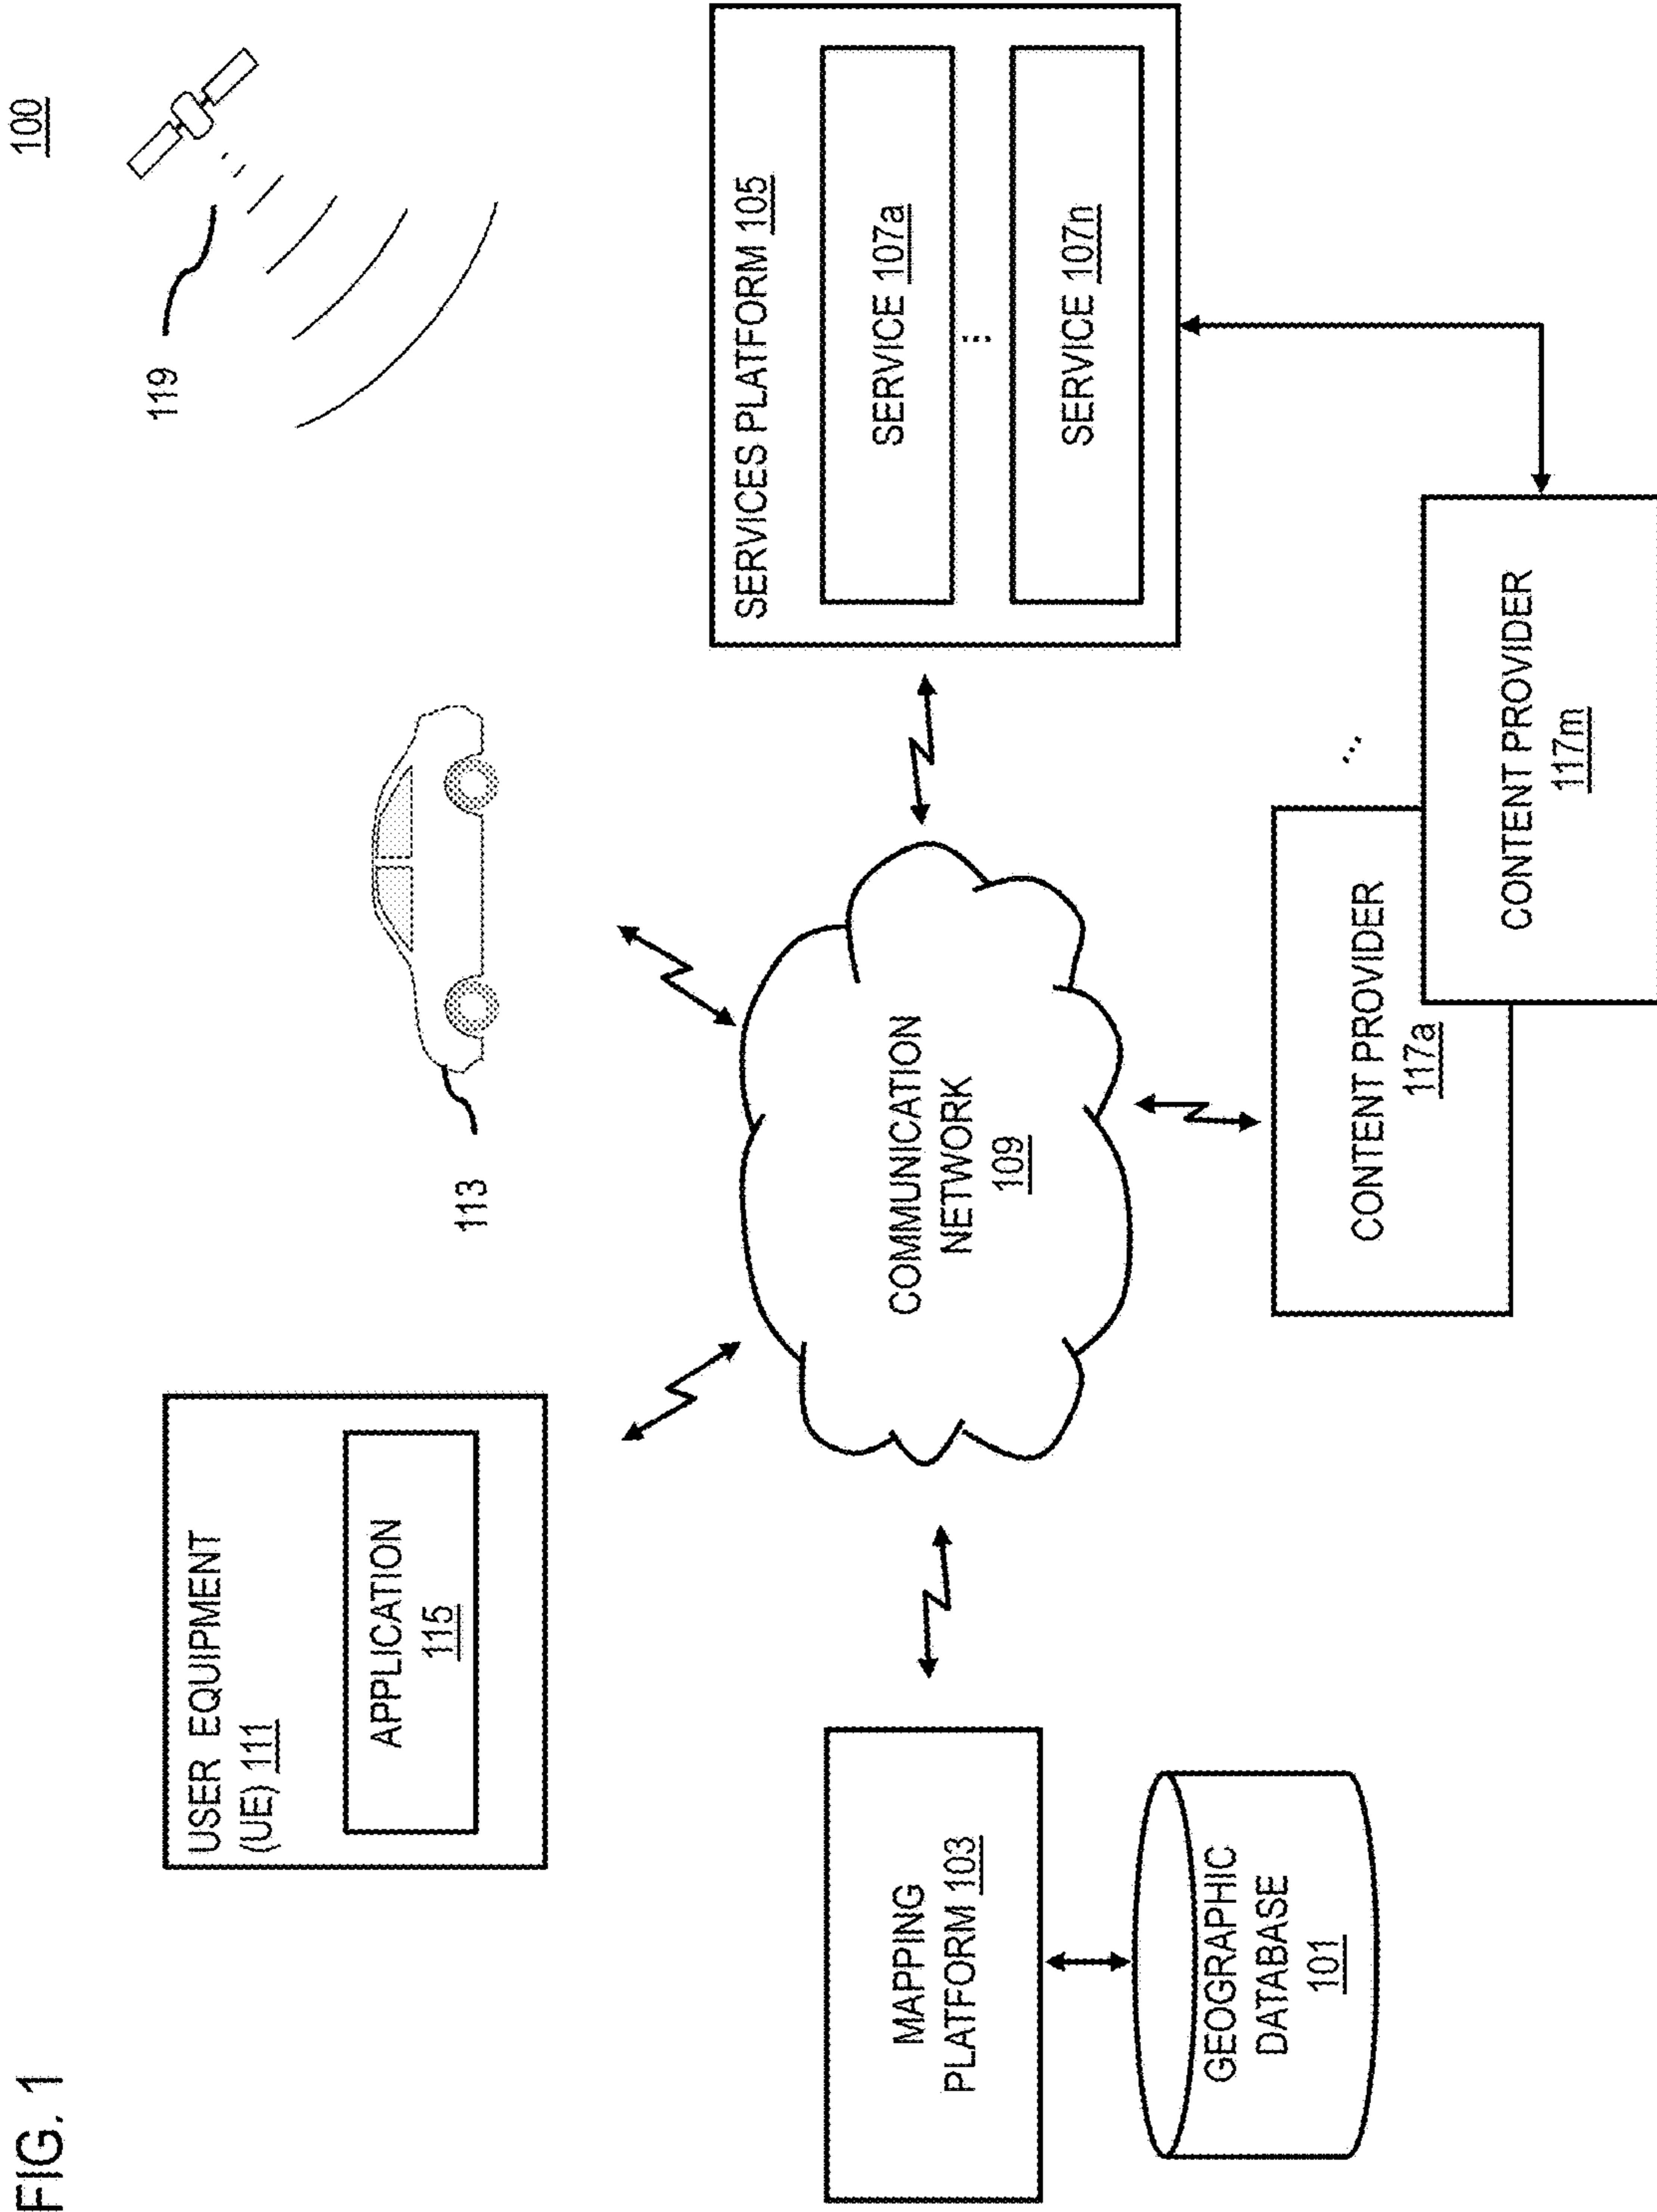 FIG. 1
100
USER EQUIPMENT
(UE) 111
APPLICATION
115
113
119
MAPPING
PLATFORM 103
GEOGRAPHIC
DATABASE
101
COMMUNICATION
NETWORK
109
SERVICES PLATFORM 105
SERVICE 107a
...
SERVICE 107n
CONTENT PROVIDER
117a
...
CONTENT PROVIDER
117m